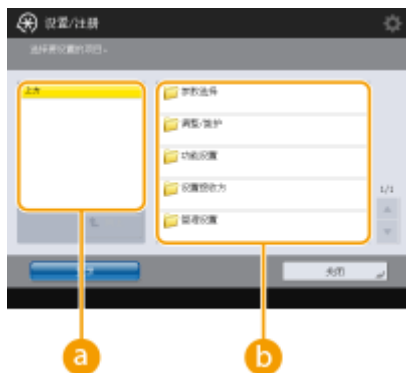 设置/注册
选择要设置的项目。
上方
参数选择
调整/维护
功能设置
设置接收方
管理设置
1/1
关闭
a
b